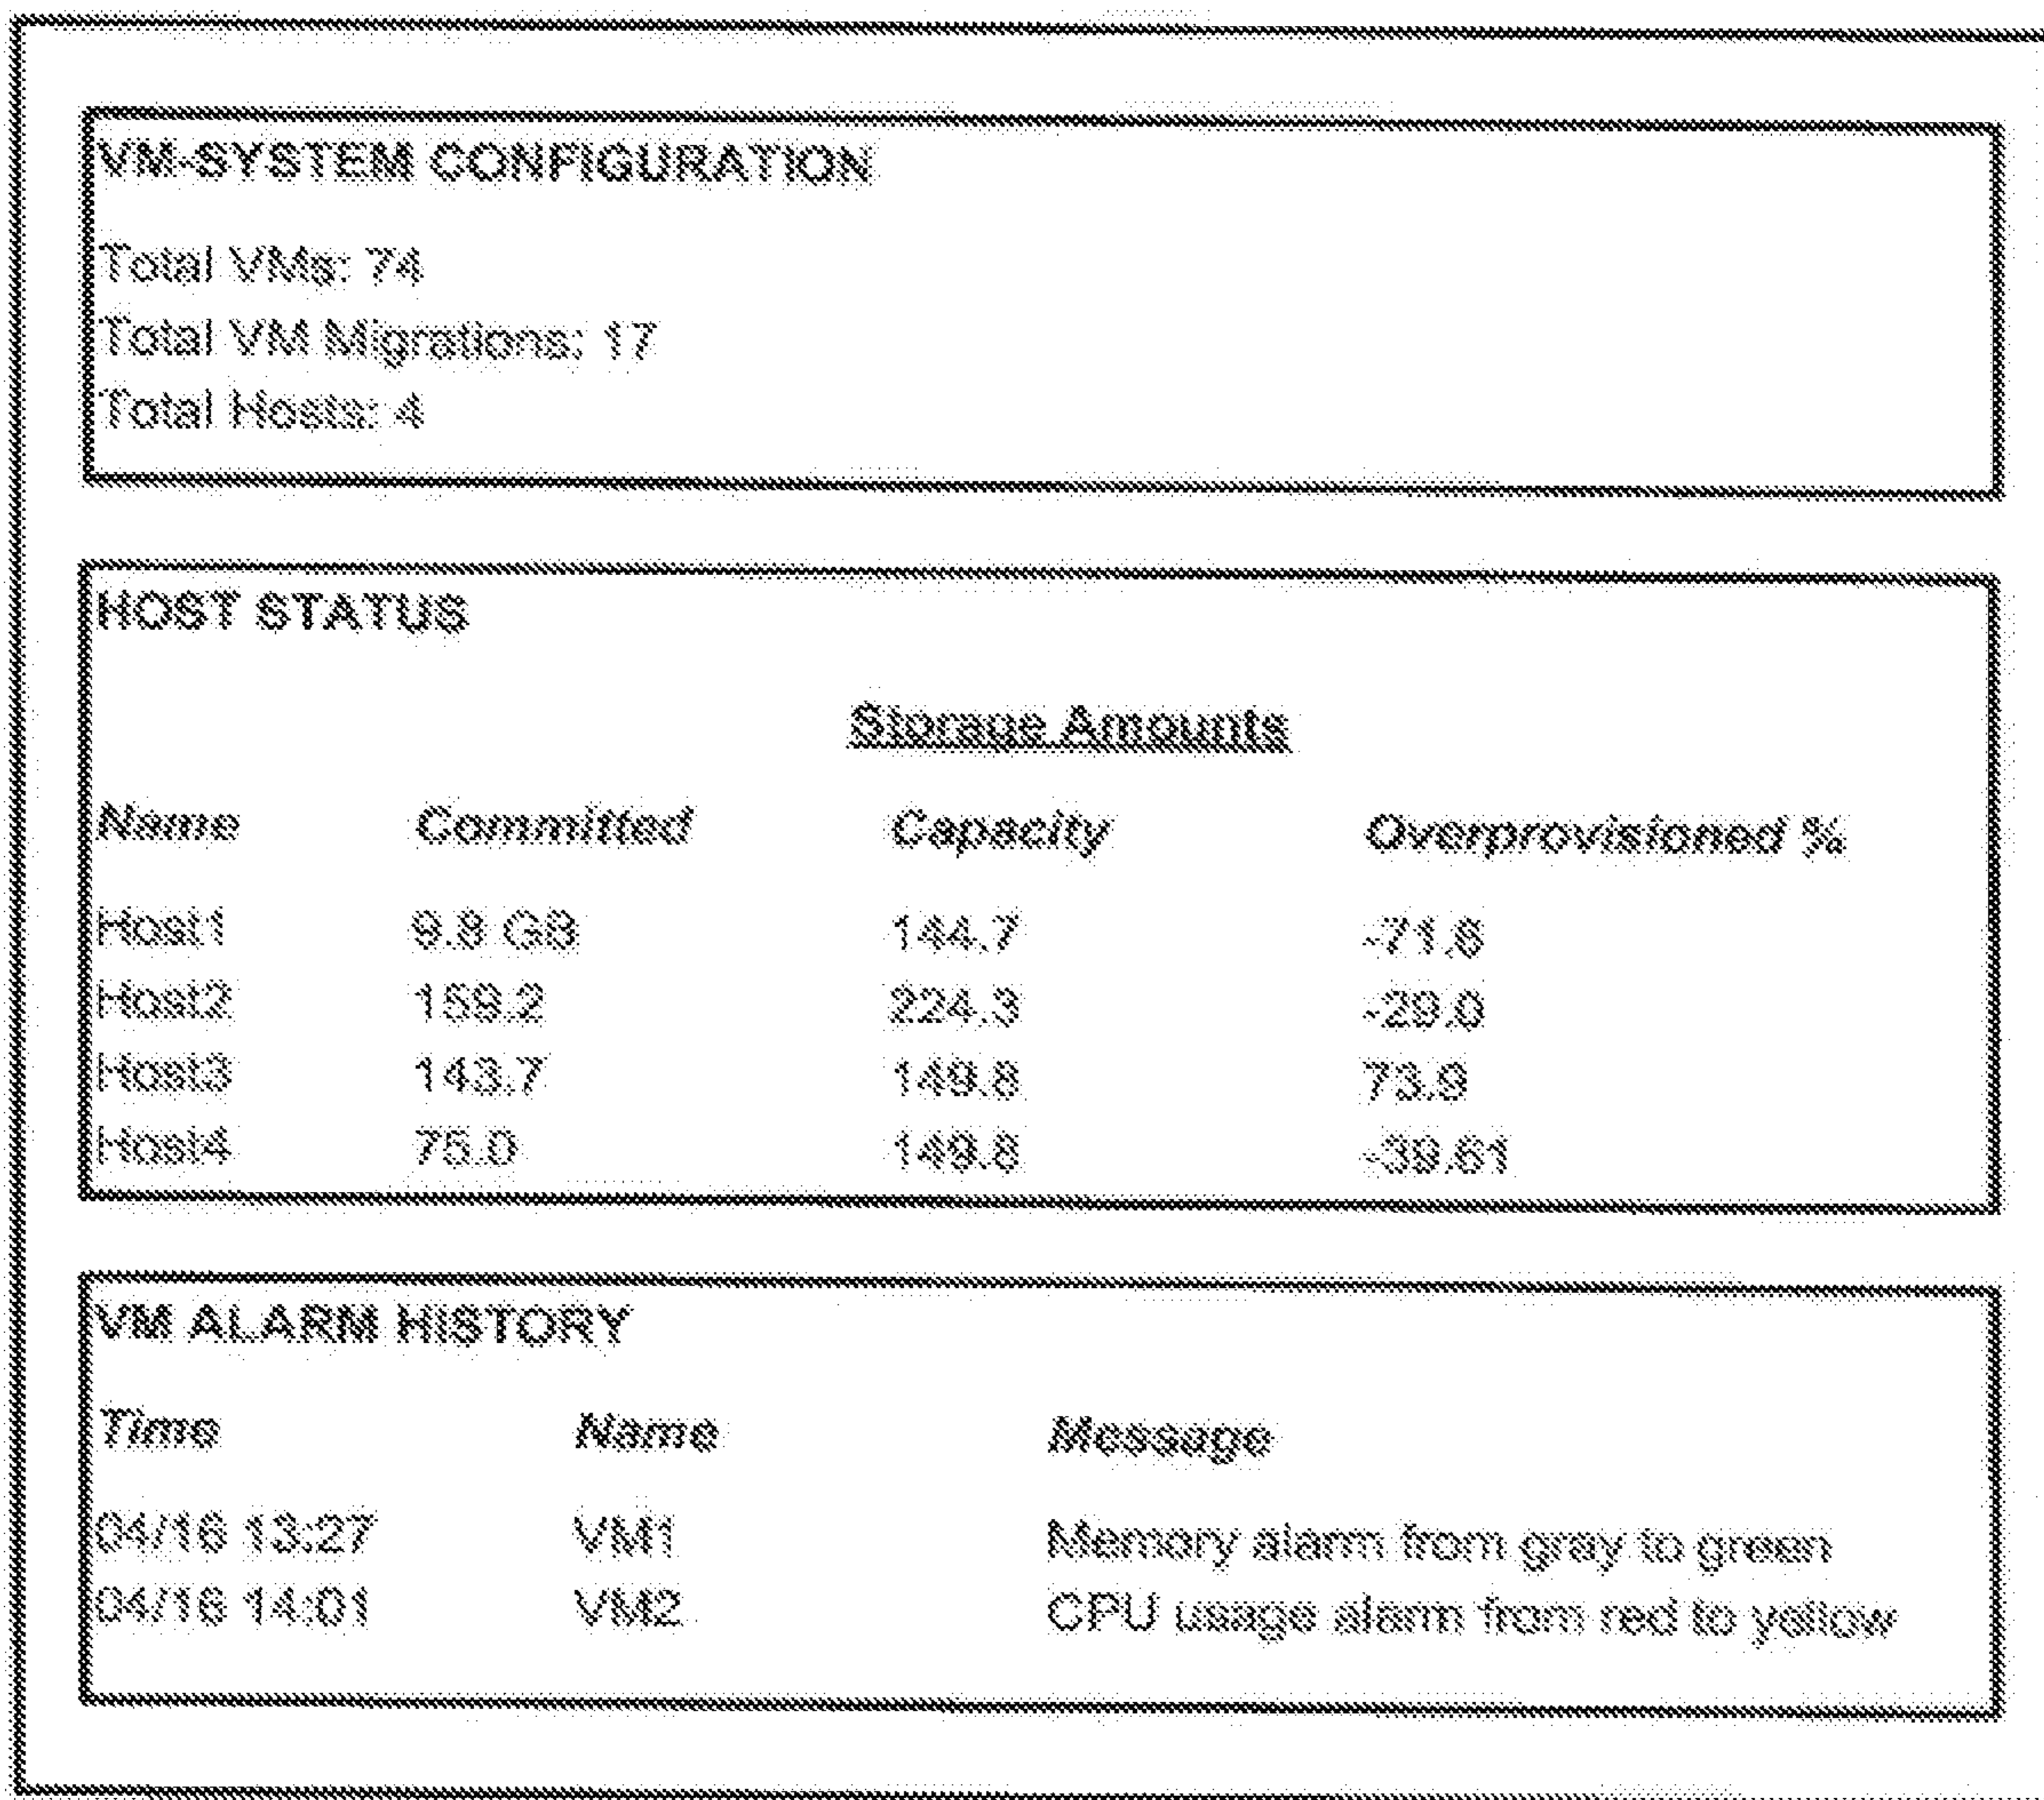 VM-SYSTEM CONFIGURATION
Total VMs: 74
Total VM Migrations: 17
Total Hosts: 4
HOST STATUS
Storage Amounts
Name Committed Capacity Overprovisioned %
Host1 9.8 GB 144.7 -71.6
Host2 159.2 224.3 -29.0
Host3 143.7 149.8 73.9
Host4 75.0 149.8 -39.61
VM ALARM HISTORY
Time Name Message
04/16 13:27 VM1 Memory alarm from gray to green
04/16 14:01 VM2 CPU usage alarm from red to yellow